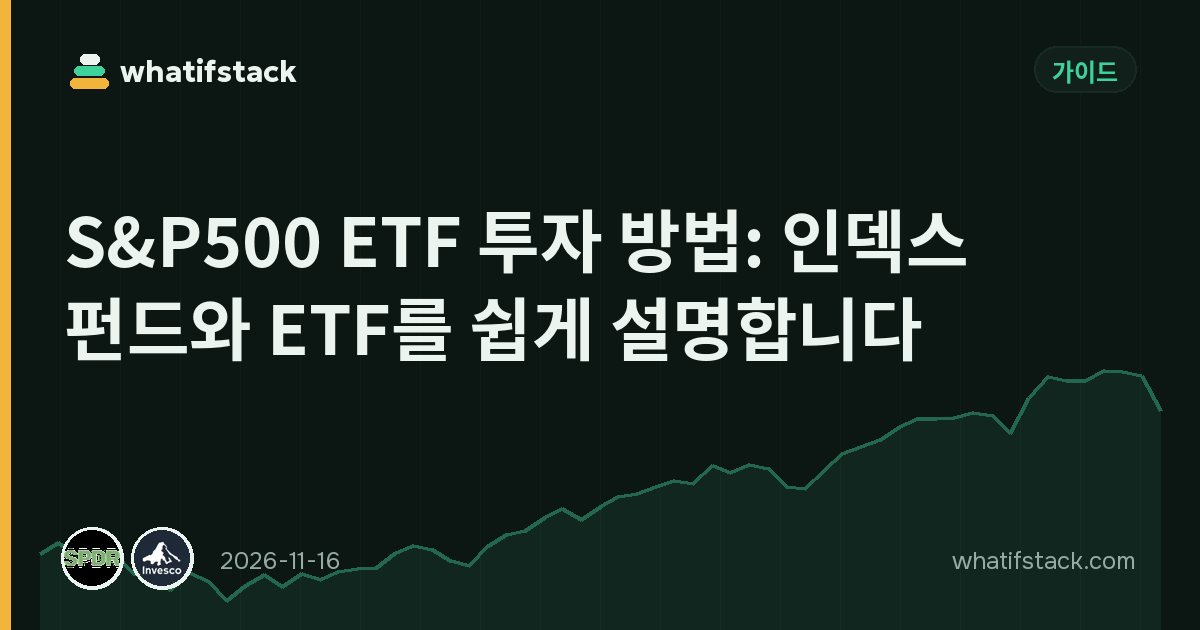 whatifstack
가이드
S&P500 ETF 투자 방법: 인덱스
펀드와 ETF를 쉽게 설명합니다
SPDR
Invesco
2026-11-16
whatifstack.com